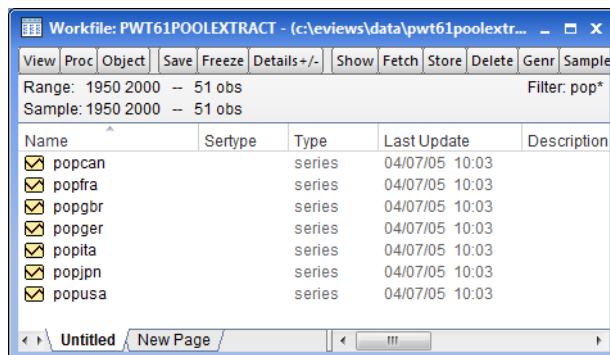 Workfile: PWT61POOLEXTRACT - (c:\eviews\data\pwt61poolextr...
View Proc Object Save Freeze Details+/- Show Fetch Store Delete Genr Sample
Range: 1950 2000 -- 51 obs Filter: pop*
Sample: 1950 2000 -- 51 obs
Name Sertype Type Last Update Description
popcan series 04/07/05 10:03
popfra series 04/07/05 10:03
popgbr series 04/07/05 10:03
popger series 04/07/05 10:03
popita series 04/07/05 10:03
popjpn series 04/07/05 10:03
popusa series 04/07/05 10:03
Untitled New Page